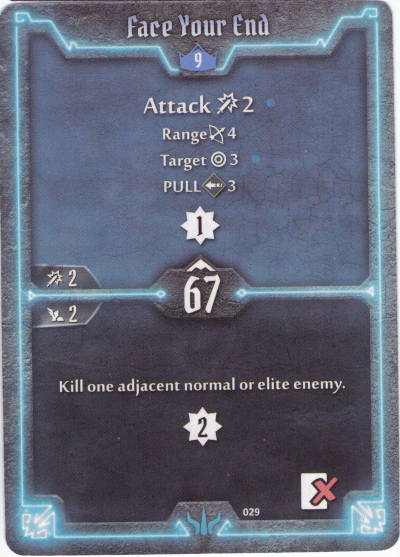 Face Your End
9
Attack 2
Range 4
Target 3
PULL 3
1
2
67
2
Kill one adjacent normal or elite enemy.
2
029